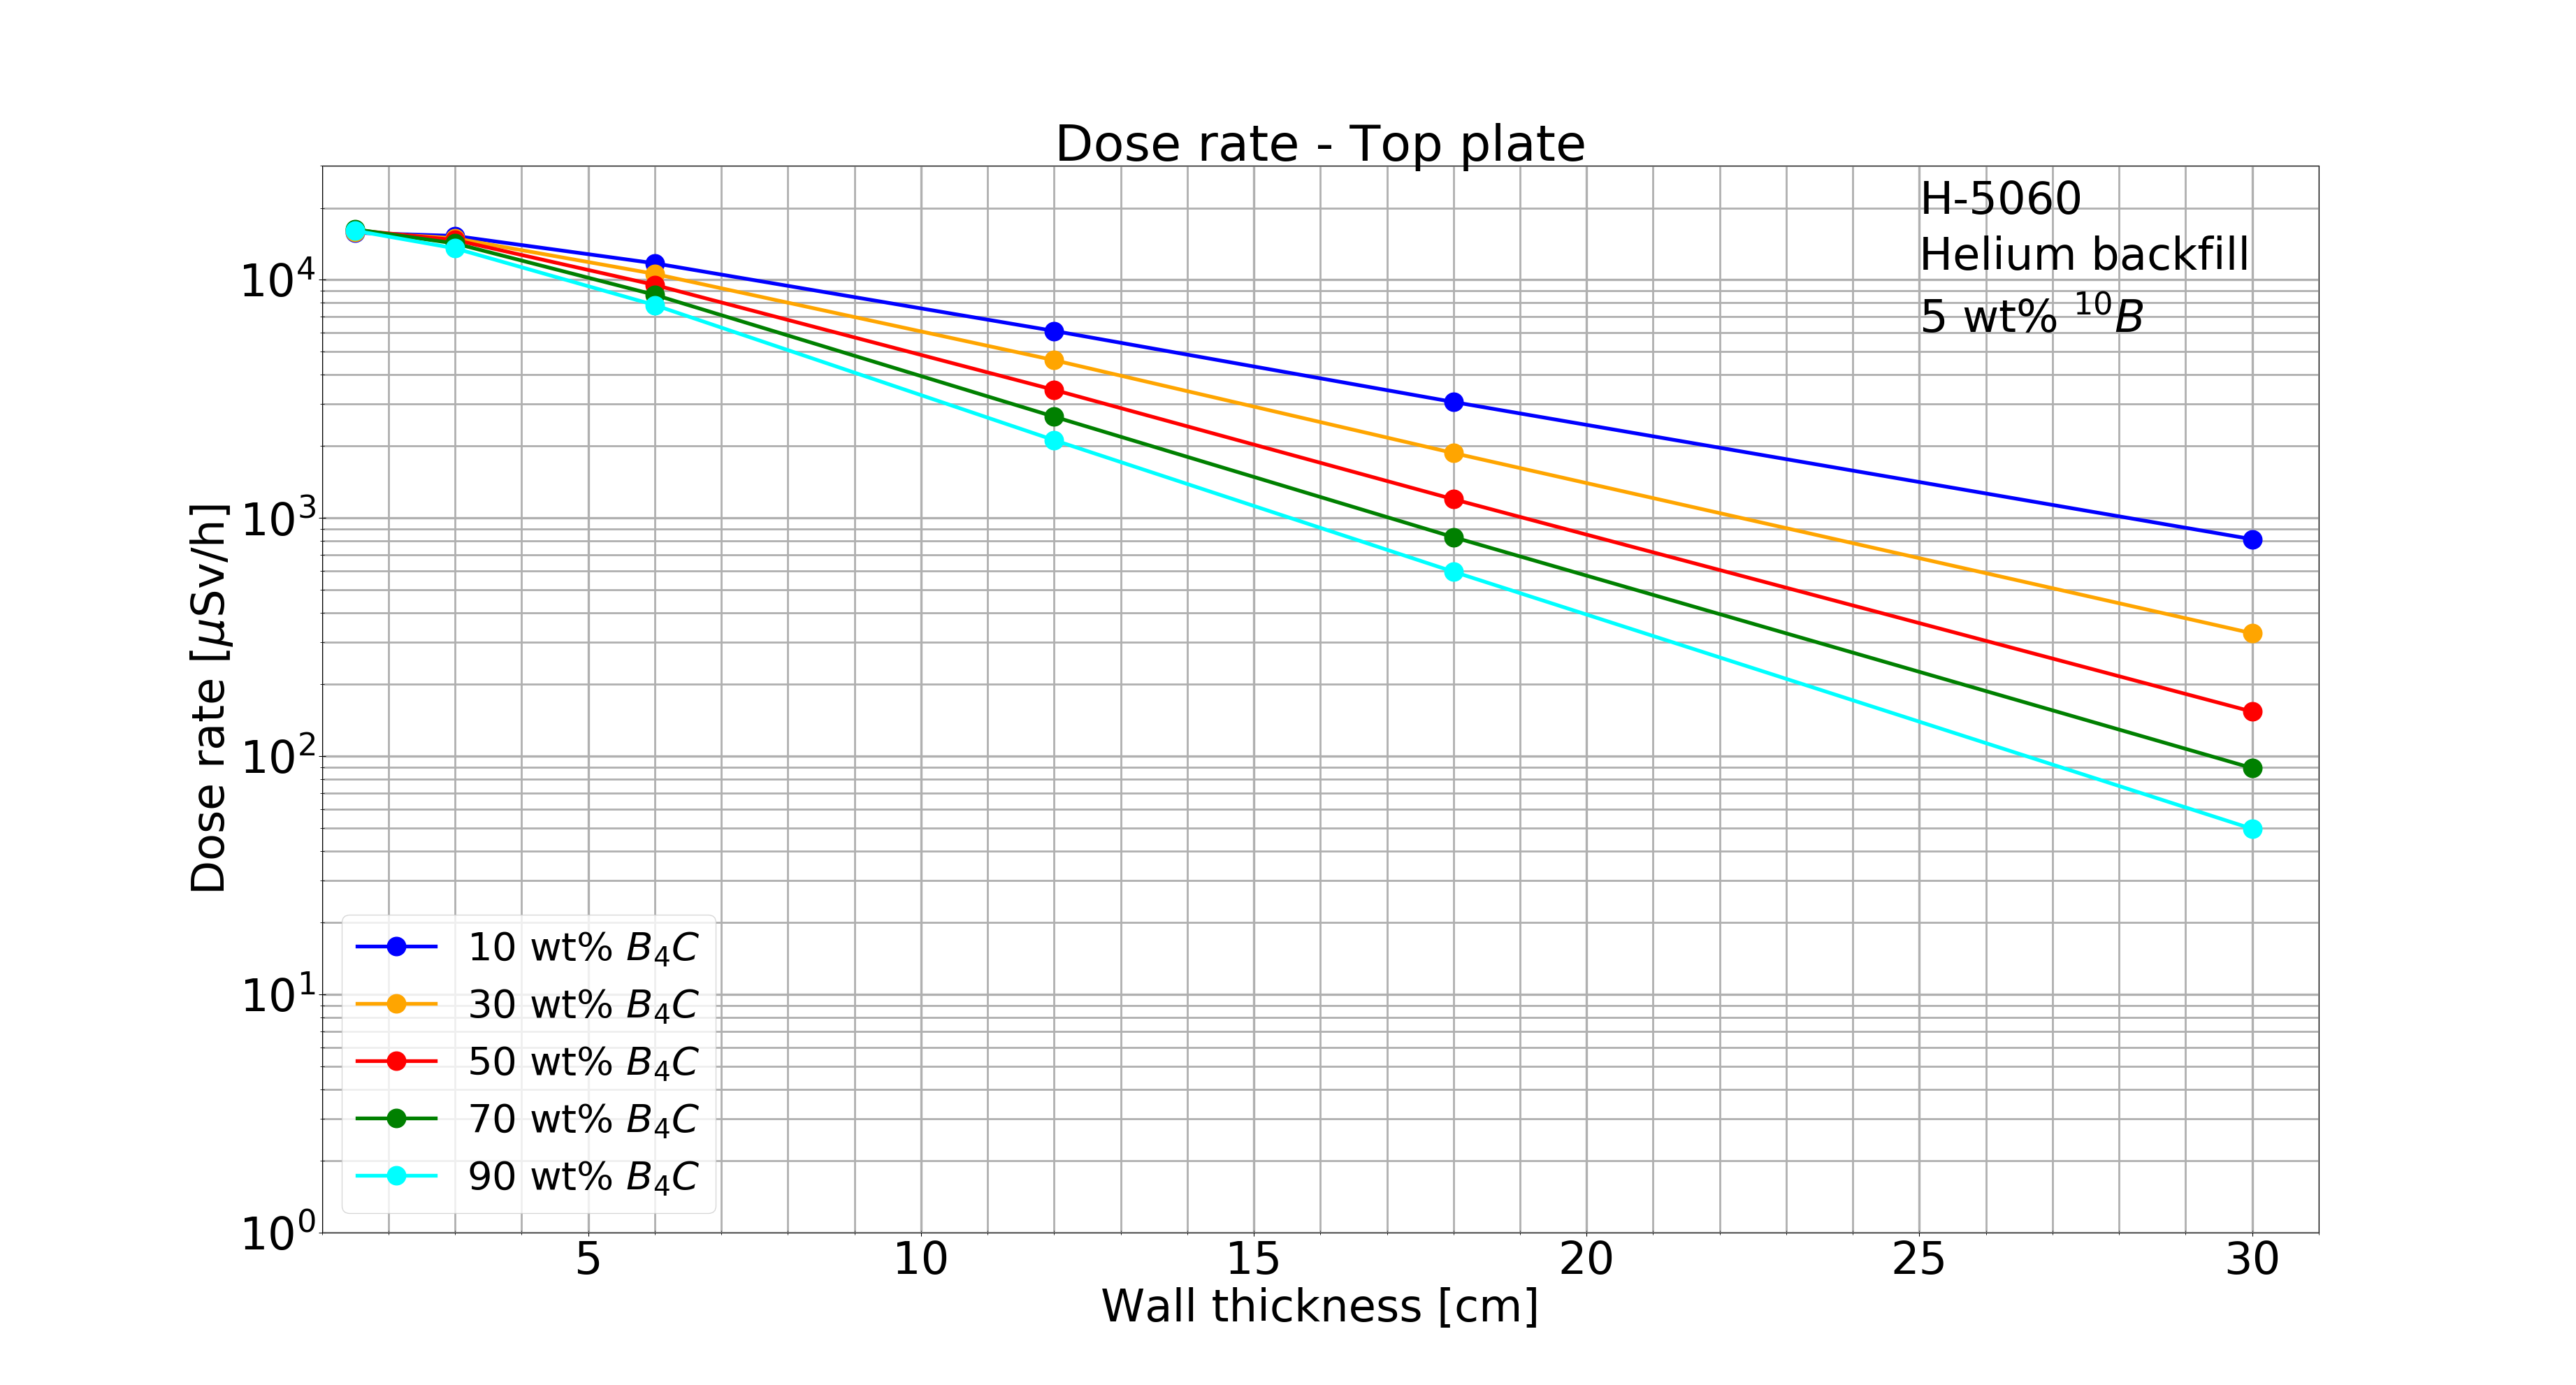 Dose rate - Top plate
H-5060
Helium backfill
5 wt% ¹⁰B
Dose rate [μSv/h]
10⁴
10³
10²
10¹
10⁰
10 wt% B₄C
30 wt% B₄C
50 wt% B₄C
70 wt% B₄C
90 wt% B₄C
5 10 15 20 25 30
Wall thickness [cm]